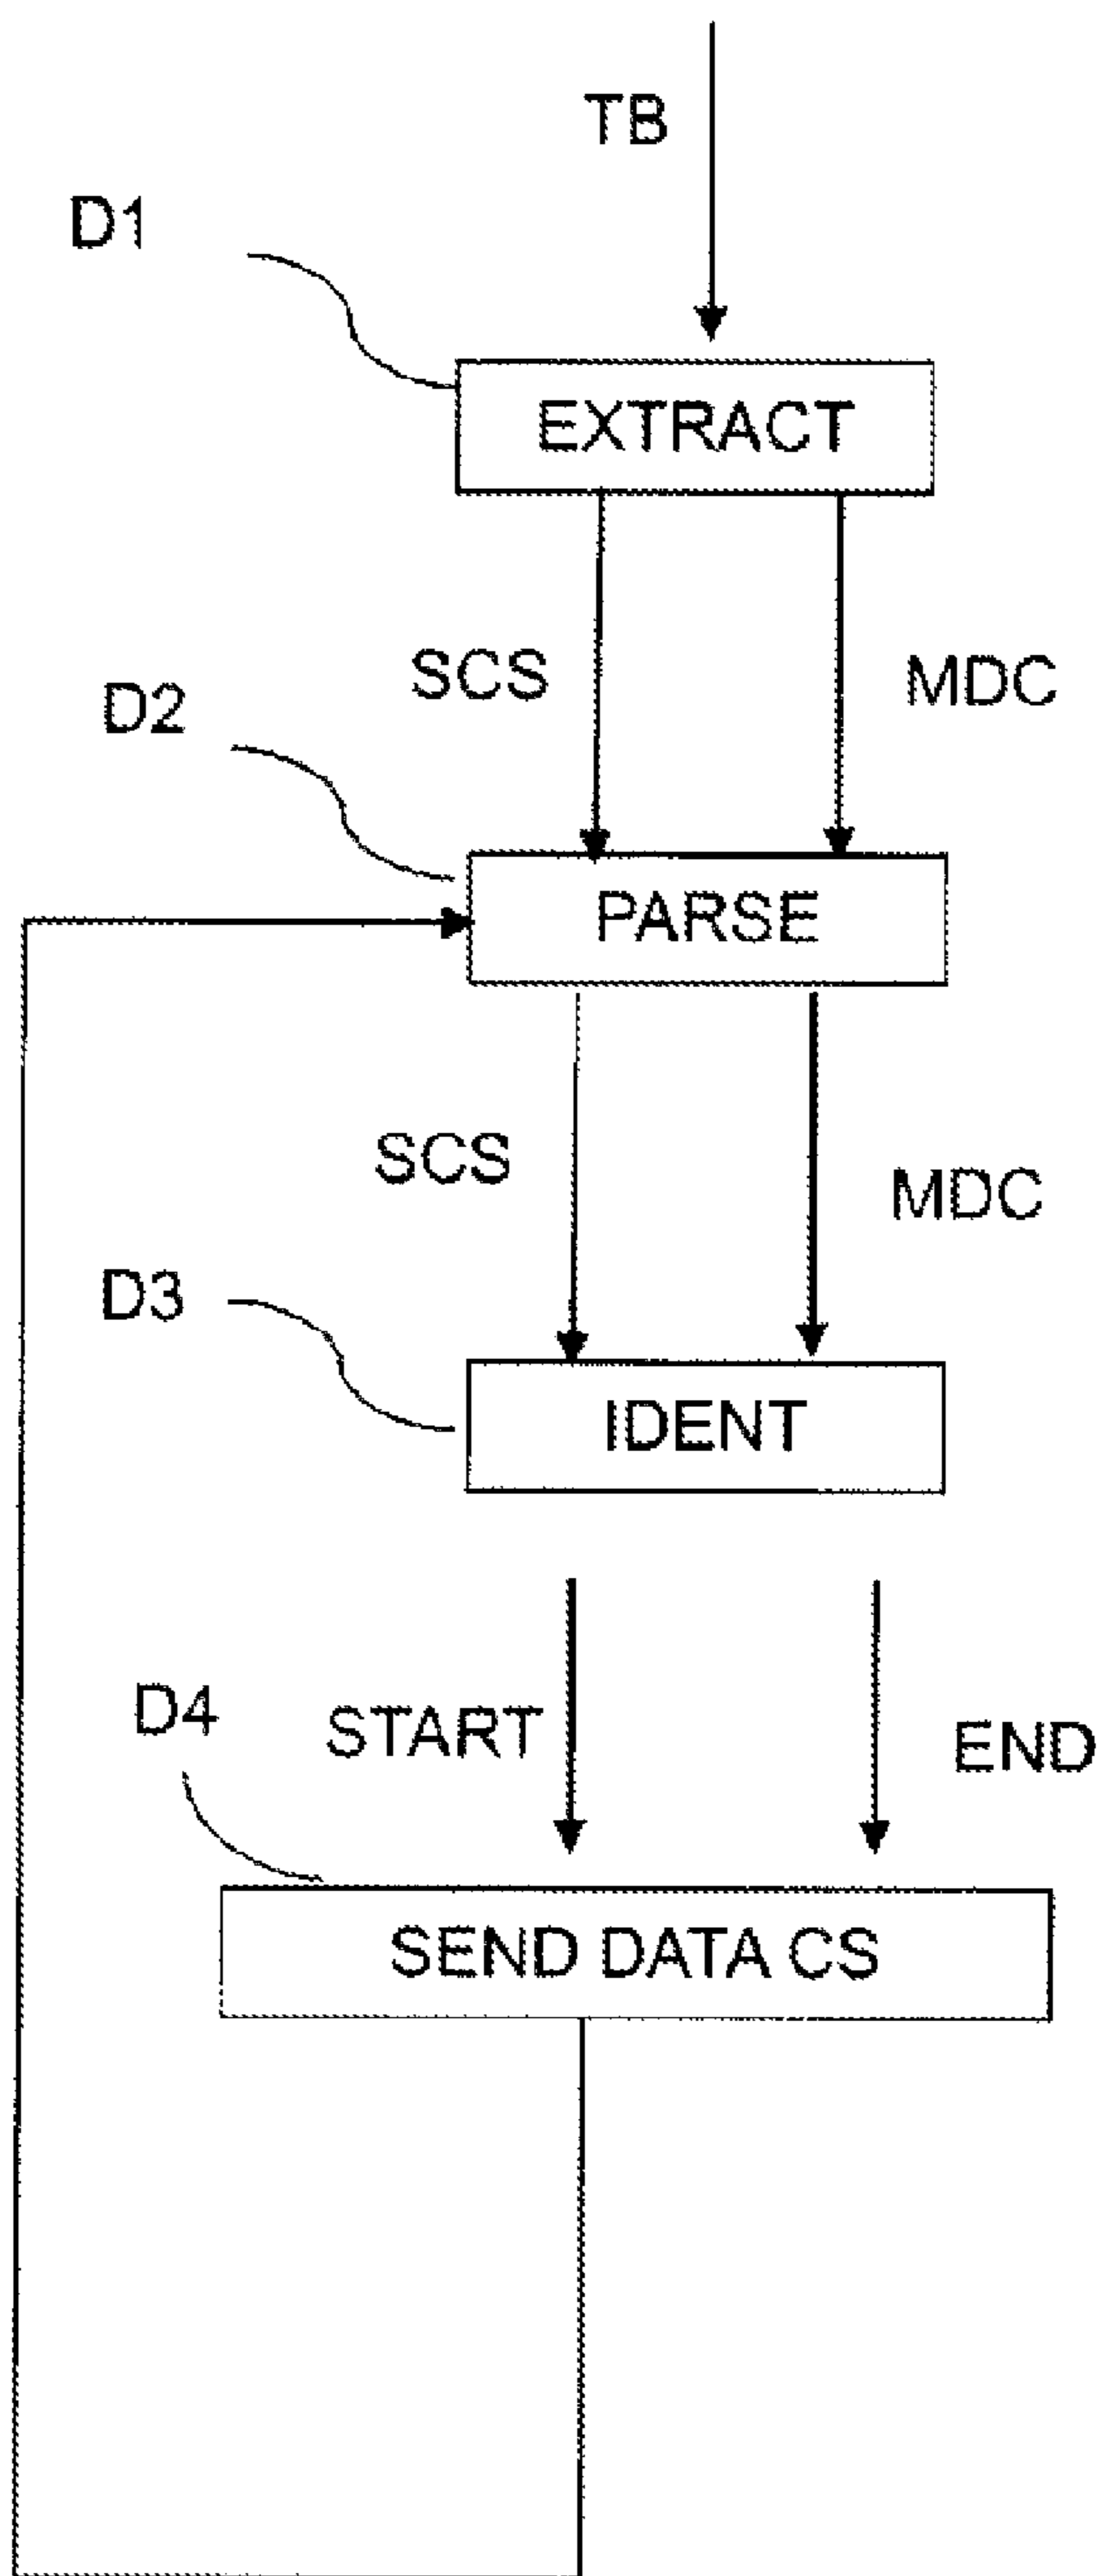 TB
D1
EXTRACT
SCS
MDC
D2
PARSE
SCS
MDC
D3
IDENT
D4
START
END
SEND DATA CS